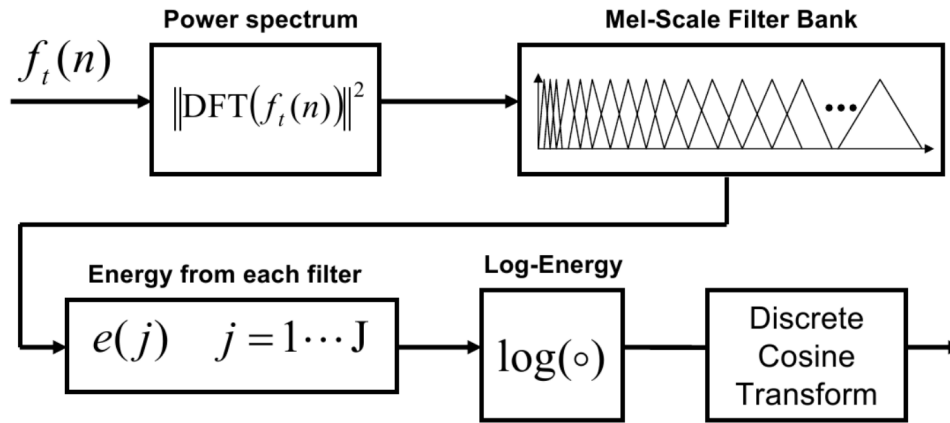 Power spectrum
Mel-Scale Filter Bank
f_t(n)
‖DFT(f_t(n))‖²
•••
Energy from each filter
Log-Energy
e(j)  j = 1⋯J
log(∘)
Discrete
Cosine
Transform